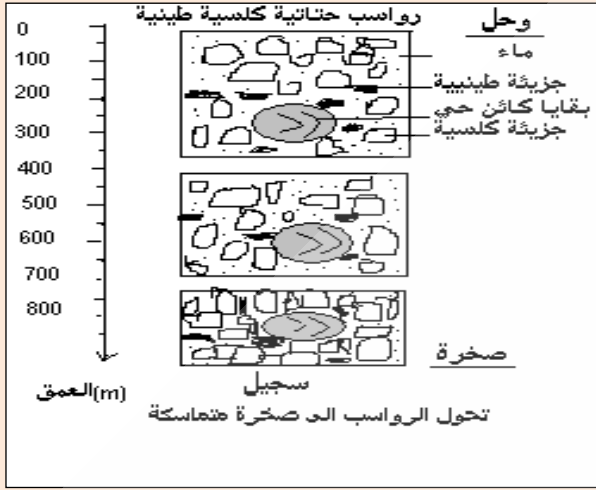 رواسب حتاتية كلسية طينية
وحل
ماء
جزيئة طينيية
بقايا كائن حي
جزيئة كلسية
0
100
200
300
400
500
600
700
800
العمق(m)
صخرة
سجيل
تحول الرواسب الى صخرة متماسكة